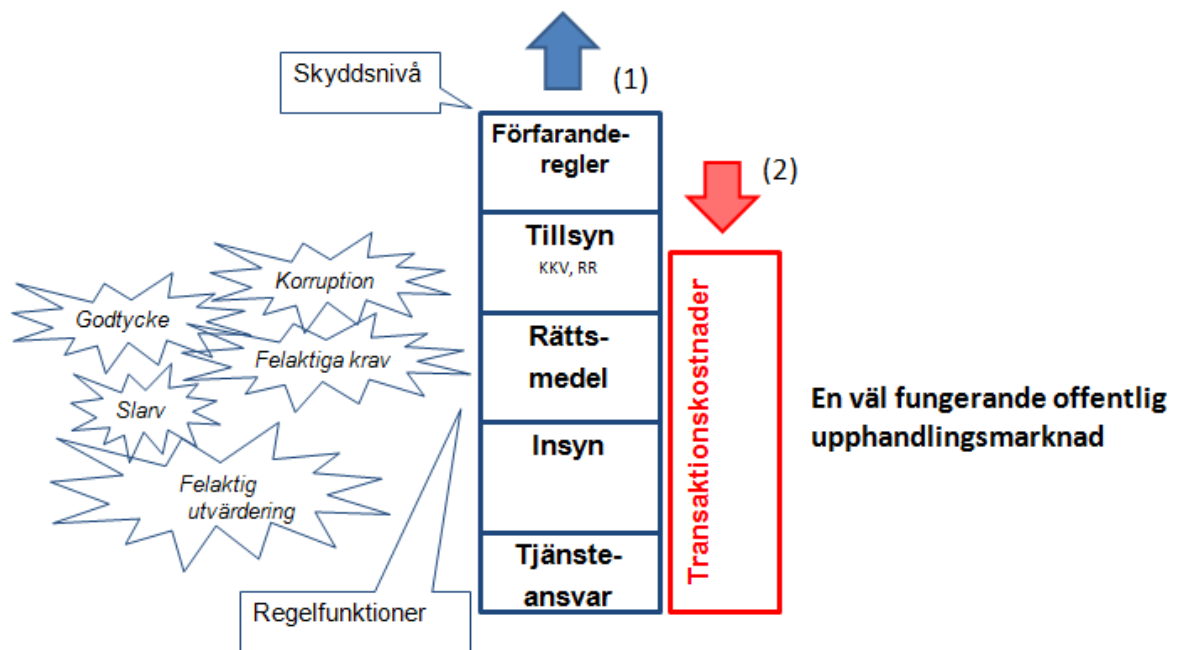 Skyddsnivå
(1)
Förfarande-
regler
(2)
Tillsyn
KKV, RR
Korruption
Godtycke
Felaktiga krav
Slarv
Felaktig
utvärdering
Rätts-
medel
Insyn
Tjänste-
ansvar
Regelfunktioner
Transaktionskostnader
En väl fungerande offentlig
upphandlingsmarknad